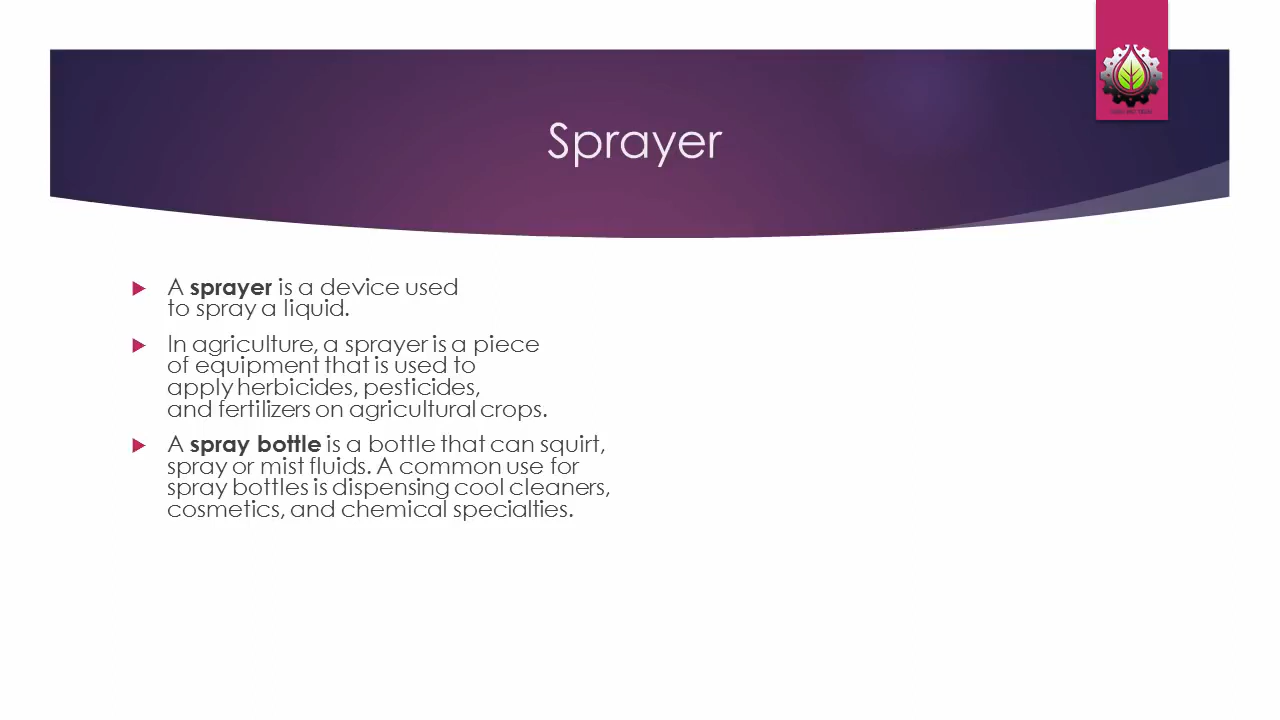 Sprayer
A sprayer is a device used
to spray a liquid.
In agriculture, a sprayer is a piece
of equipment that is used to
apply herbicides, pesticides,
and fertilizers on agricultural crops.
A spray bottle is a bottle that can squirt,
spray or mist fluids. A common use for
spray bottles is dispensing cool cleaners,
cosmetics, and chemical specialties.